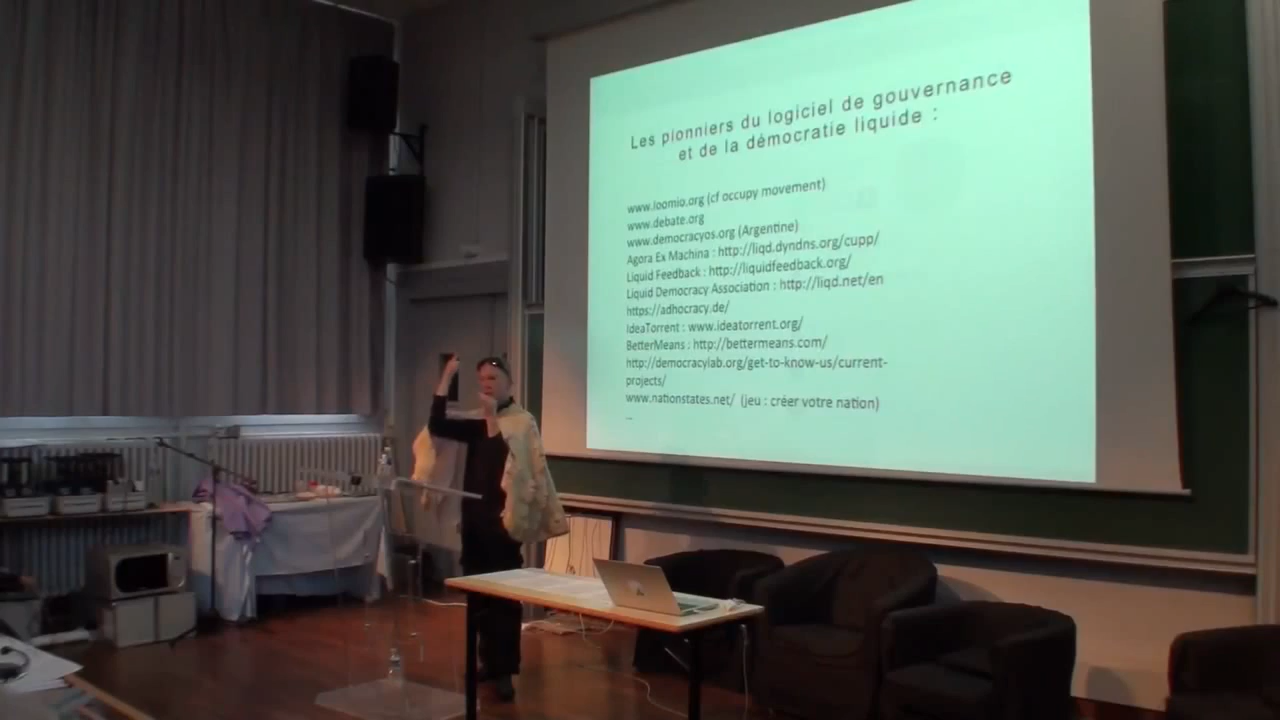 Les pionniers du logiciel de gouvernance
et de la démocratie liquide :
www.loomio.org (cf occupy movement)
www.debate.org
www.democracyos.org (Argentine)
Agora Ex Machina : http://liqd.dyndns.org/cupp/
Liquid Feedback : http://liquidfeedback.org/
Liquid Democracy Association : http://liqd.net/en
https://adhocracy.de/
IdeaTorrent : www.ideatorrent.org/
BetterMeans : http://bettermeans.com/
http://democracylab.org/get-to-know-us/current-
projects/
www.nationstates.net/ (jeu : créer votre nation)
...